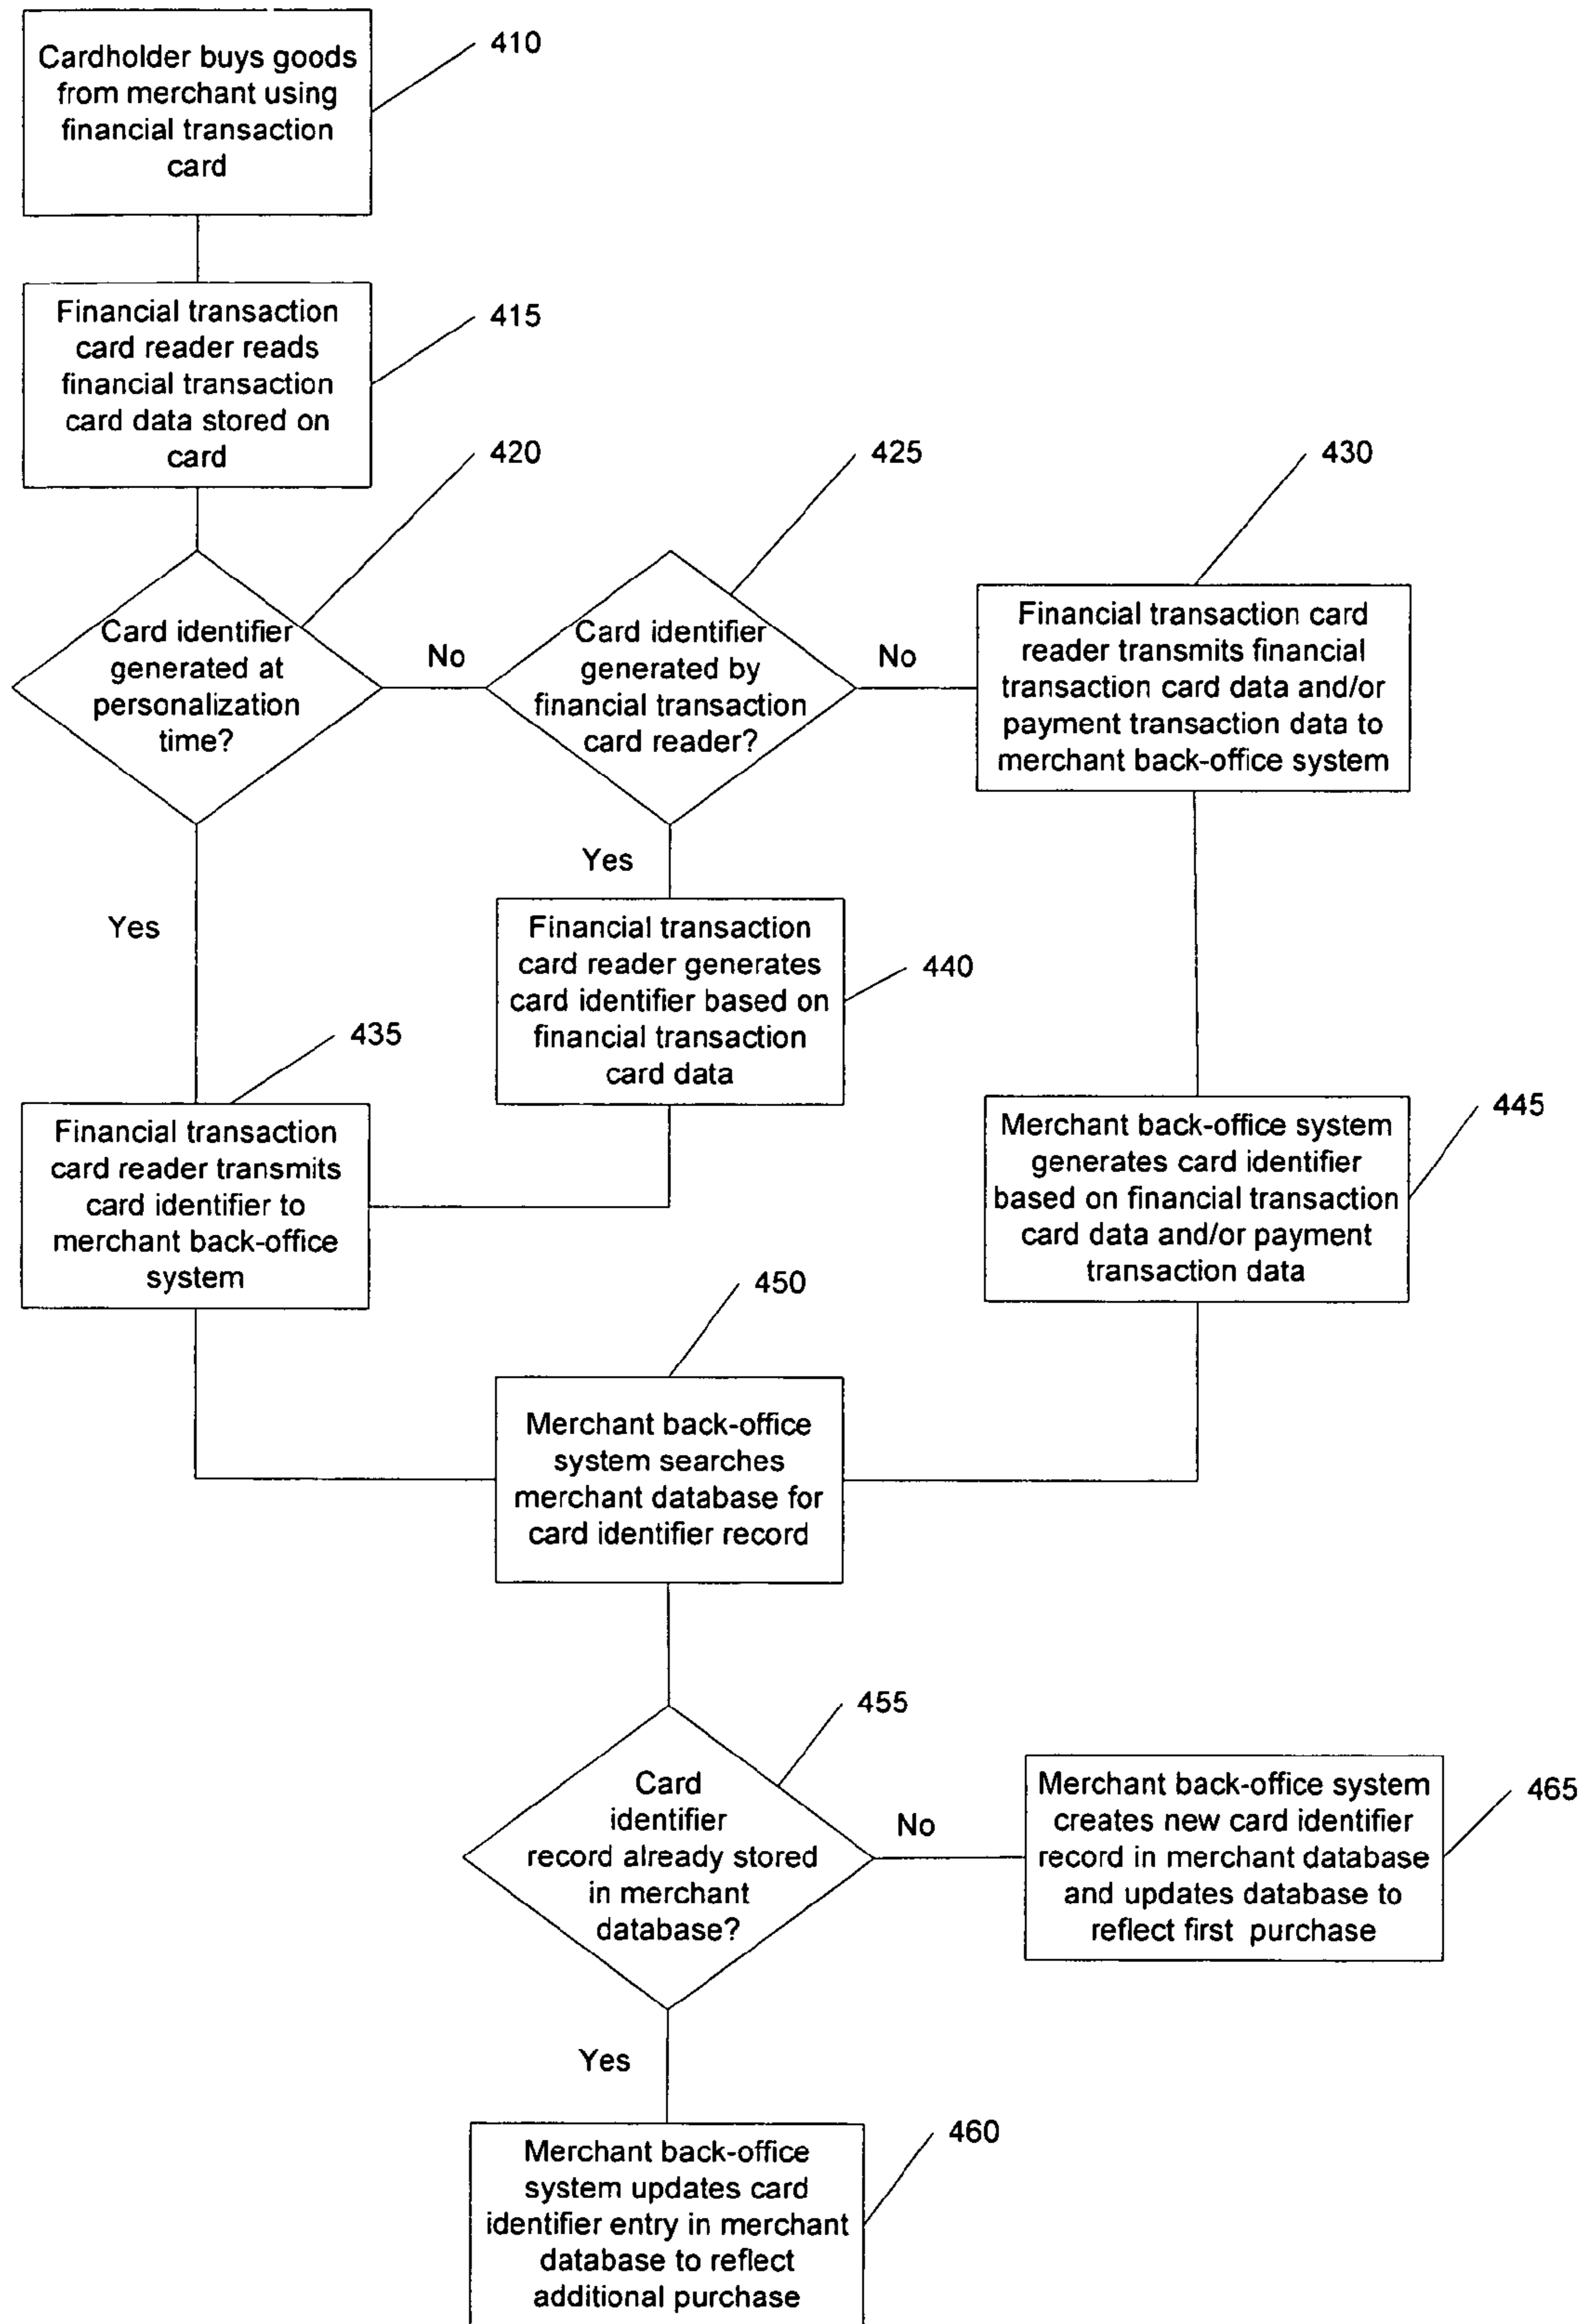 Cardholder buys goods
from merchant using
financial transaction
card
410
Financial transaction
card reader reads
financial transaction
card data stored on
card
415
420
425
430
Card identifier
generated at
personalization
time?
No
Card identifier
generated by
financial transaction
card reader?
No
Financial transaction card
reader transmits financial
transaction card data and/or
payment transaction data to
merchant back-office system
Yes
Yes
Financial transaction
card reader generates
card identifier based on
financial transaction
card data
440
435
Financial transaction
card reader transmits
card identifier to
merchant back-office
system
Merchant back-office system
generates card identifier
based on financial transaction
card data and/or payment
transaction data
445
450
Merchant back-office
system searches
merchant database for
card identifier record
455
Card
identifier
record already stored
in merchant
database?
No
Merchant back-office system
creates new card identifier
record in merchant database
and updates database to
reflect first purchase
465
Yes
Merchant back-office
system updates card
identifier entry in merchant
database to reflect
additional purchase
460